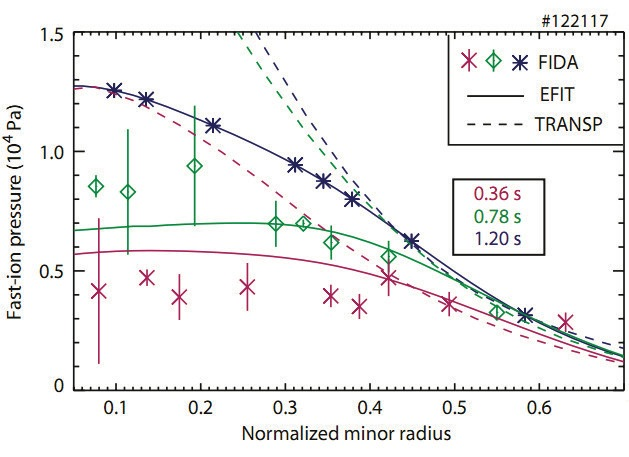 #122117
1.5
1.0
0.5
0
Fast-ion pressure (10⁴ Pa)
FIDA
EFIT
TRANSP
0.36 s
0.78 s
1.20 s
0.1 0.2 0.3 0.4 0.5 0.6
Normalized minor radius